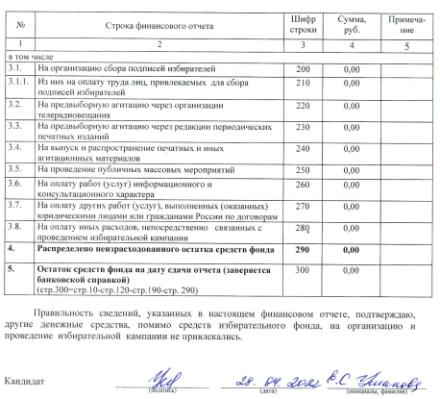 № Строка финансового отчета Шифр строки Сумма, руб. Примеча-ние
1 2 3 4 5
в том числе
3.1. На организацию сбора подписей избирателей 200 0,00
3.1.1. Из них на оплату труда лиц, привлекаемых для сбора
подписей избирателей 210 0,00
3.2. На предвыборную агитацию через организации
телерадиовещания 220 0,00
3.3. На предвыборную агитацию через редакции периодических
печатных изданий 230 0,00
3.4. На выпуск и распространение печатных и иных
агитационных материалов 240 0,00
3.5. На проведение публичных массовых мероприятий 250 0,00
3.6. На оплату работ (услуг) информационного и
консультационного характера 260 0,00
3.7. На оплату других работ (услуг), выполненных (оказанных)
юридическими лицами или гражданами России по договорам 270 0,00
3.8. На оплату иных расходов, непосредственно связанных с
проведением избирательной кампании 280 0,00
4. Распределено неизрасходованного остатка средств фонда 290 0,00
5. Остаток средств фонда на дату сдачи отчета (заверяется
банковской справкой)
(стр.300=стр.10-стр.120-стр.190-стр. 290) 300 0,00
Правильность сведений, указанных в настоящем финансовом отчете, подтверждаю,
другие денежные средства, помимо средств избирательного фонда, на организацию и
проведение избирательной кампании не привлекались.
Кандидат 28.04.2022 В.С
(подпись) (дата) (инициалы, фамилия)